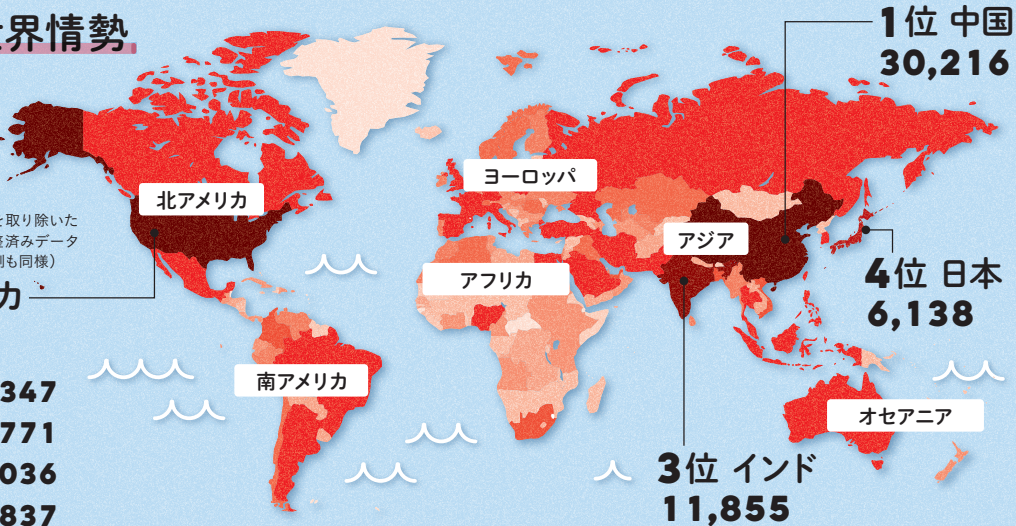 界情勢
1位 中国
30,216
ヨーロッパ
北アメリカ
を取り除いた
済みデータ
も同様）
アジア
アフリカ
カ
4位 日本
6,138
南アメリカ
347
771
036
837
オセアニア
3位 インド
11,855